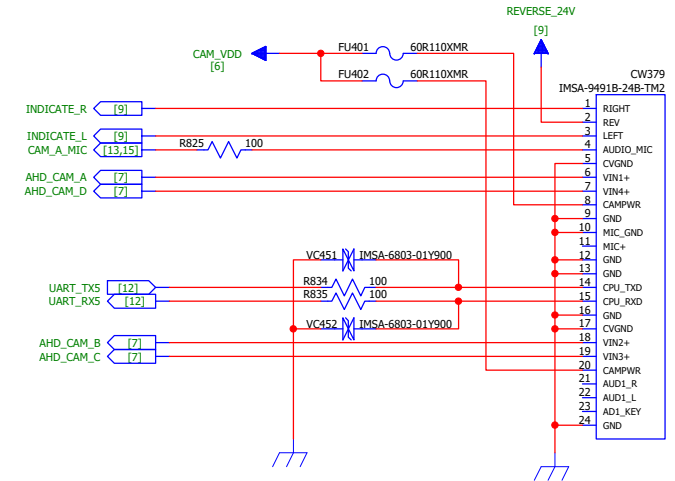 REVERSE_24V
[9]
CAM_VDD
[6]
FU401 60R110XMR
FU402 60R110XMR
CW379
IMSA-9491B-24B-TM2
INDICATE_R [9] 1 RIGHT
2 REV
INDICATE_L [9] 3 LEFT
CAM_A_MIC [13,15] R825 100 4 AUDIO_MIC
5 CVGND
AHD_CAM_A [7] 6 VIN1+
AHD_CAM_D [7] 7 VIN4+
8 CAMPWR
9 GND
10 MIC_GND
11 MIC+
VC451 IMSA-6803-01Y900 12 GND
13 GND
UART_TX5 [12] R834 100 14 CPU_TXD
UART_RX5 [12] R835 100 15 CPU_RXD
16 GND
VC452 IMSA-6803-01Y900 17 CVGND
AHD_CAM_B [7] 18 VIN2+
AHD_CAM_C [7] 19 VIN3+
20 CAMPWR
21 AUD1_R
22 AUD1_L
23 AD1_KEY
24 GND